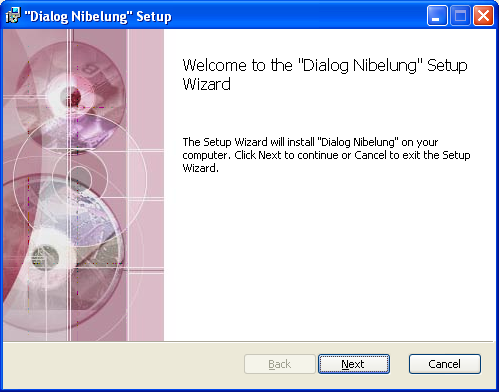 "Dialog Nibelung" Setup
Welcome to the "Dialog Nibelung" Setup
Wizard
The Setup Wizard will install "Dialog Nibelung" on your
computer. Click Next to continue or Cancel to exit the Setup
Wizard.
Back Next Cancel